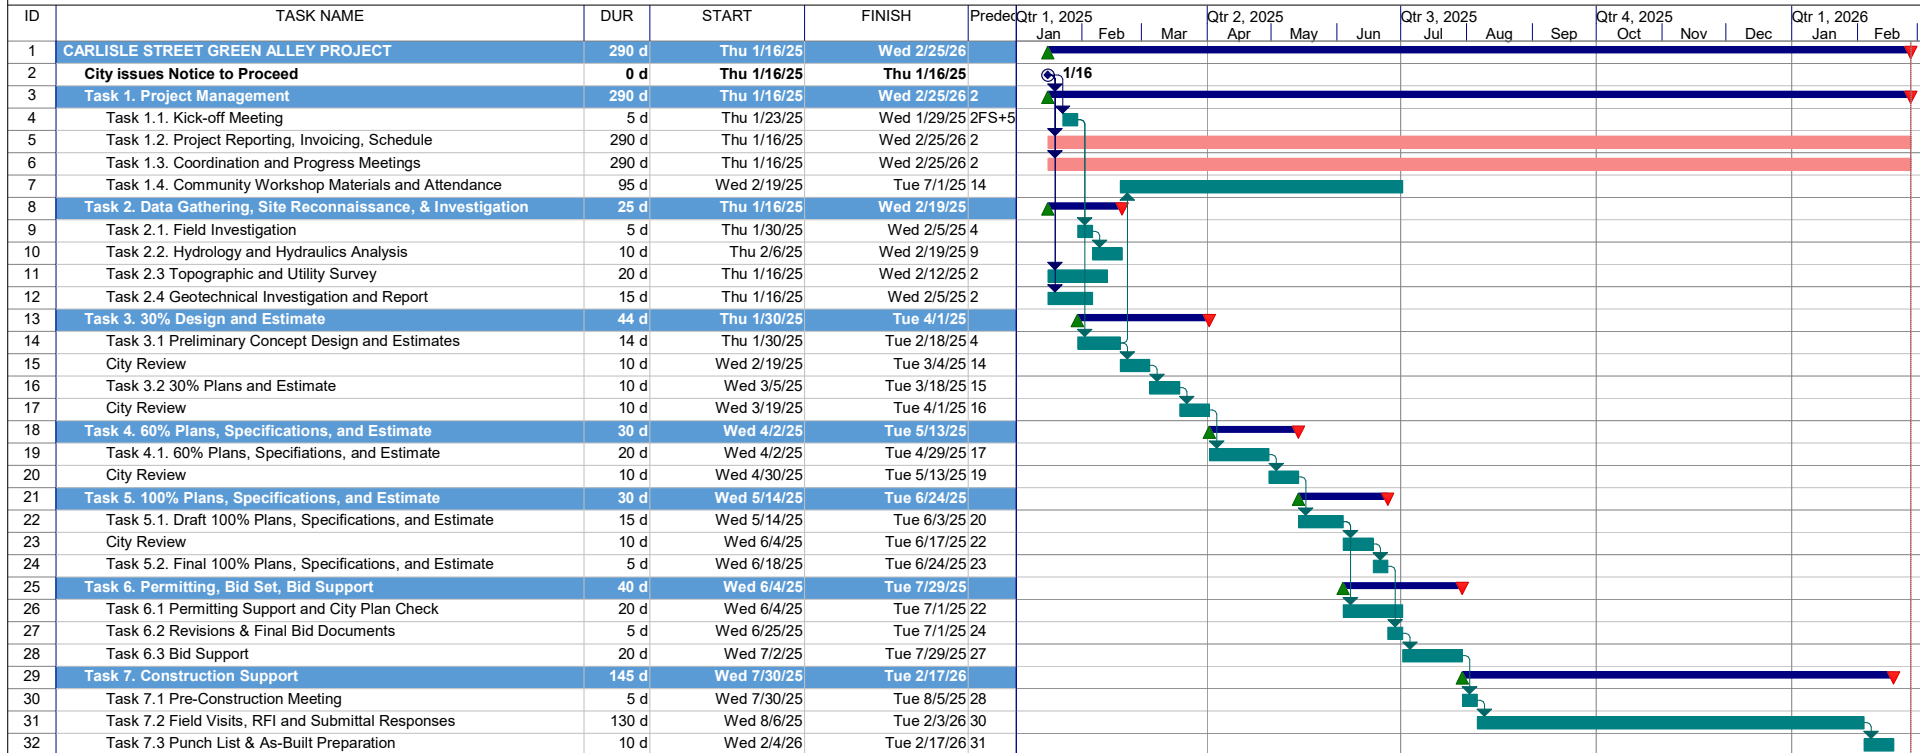 ID TASK NAME DUR START FINISH Predec Qtr 1, 2025 Qtr 2, 2025 Qtr 3, 2025 Qtr 4, 2025 Qtr 1, 2026
Jan Feb Mar Apr May Jun Jul Aug Sep Oct Nov Dec Jan Feb
1 CARLISLE STREET GREEN ALLEY PROJECT 290 d Thu 1/16/25 Wed 2/25/26
2 City issues Notice to Proceed 0 d Thu 1/16/25 Thu 1/16/25 1/16
3 Task 1. Project Management 290 d Thu 1/16/25 Wed 2/25/26 2
4 Task 1.1. Kick-off Meeting 5 d Thu 1/23/25 Wed 1/29/25 2FS+5
5 Task 1.2. Project Reporting, Invoicing, Schedule 290 d Thu 1/16/25 Wed 2/25/26 2
6 Task 1.3. Coordination and Progress Meetings 290 d Thu 1/16/25 Wed 2/25/26 2
7 Task 1.4. Community Workshop Materials and Attendance 95 d Wed 2/19/25 Tue 7/1/25 14
8 Task 2. Data Gathering, Site Reconnaissance, & Investigation 25 d Thu 1/16/25 Wed 2/19/25
9 Task 2.1. Field Investigation 5 d Thu 1/30/25 Wed 2/5/25 4
10 Task 2.2. Hydrology and Hydraulics Analysis 10 d Thu 2/6/25 Wed 2/19/25 9
11 Task 2.3 Topographic and Utility Survey 20 d Thu 1/16/25 Wed 2/12/25 2
12 Task 2.4 Geotechnical Investigation and Report 15 d Thu 1/16/25 Wed 2/5/25 2
13 Task 3. 30% Design and Estimate 44 d Thu 1/30/25 Tue 4/1/25
14 Task 3.1 Preliminary Concept Design and Estimates 14 d Thu 1/30/25 Tue 2/18/25 4
15 City Review 10 d Wed 2/19/25 Tue 3/4/25 14
16 Task 3.2 30% Plans and Estimate 10 d Wed 3/5/25 Tue 3/18/25 15
17 City Review 10 d Wed 3/19/25 Tue 4/1/25 16
18 Task 4. 60% Plans, Specifications, and Estimate 30 d Wed 4/2/25 Tue 5/13/25
19 Task 4.1. 60% Plans, Specifiations, and Estimate 20 d Wed 4/2/25 Tue 4/29/25 17
20 City Review 10 d Wed 4/30/25 Tue 5/13/25 19
21 Task 5. 100% Plans, Specifications, and Estimate 30 d Wed 5/14/25 Tue 6/24/25
22 Task 5.1. Draft 100% Plans, Specifications, and Estimate 15 d Wed 5/14/25 Tue 6/3/25 20
23 City Review 10 d Wed 6/4/25 Tue 6/17/25 22
24 Task 5.2. Final 100% Plans, Specifications, and Estimate 5 d Wed 6/18/25 Tue 6/24/25 23
25 Task 6. Permitting, Bid Set, Bid Support 40 d Wed 6/4/25 Tue 7/29/25
26 Task 6.1 Permitting Support and City Plan Check 20 d Wed 6/4/25 Tue 7/1/25 22
27 Task 6.2 Revisions & Final Bid Documents 5 d Wed 6/25/25 Tue 7/1/25 24
28 Task 6.3 Bid Support 20 d Wed 7/2/25 Tue 7/29/25 27
29 Task 7. Construction Support 145 d Wed 7/30/25 Tue 2/17/26
30 Task 7.1 Pre-Construction Meeting 5 d Wed 7/30/25 Tue 8/5/25 28
31 Task 7.2 Field Visits, RFI and Submittal Responses 130 d Wed 8/6/25 Tue 2/3/26 30
32 Task 7.3 Punch List & As-Built Preparation 10 d Wed 2/4/26 Tue 2/17/26 31